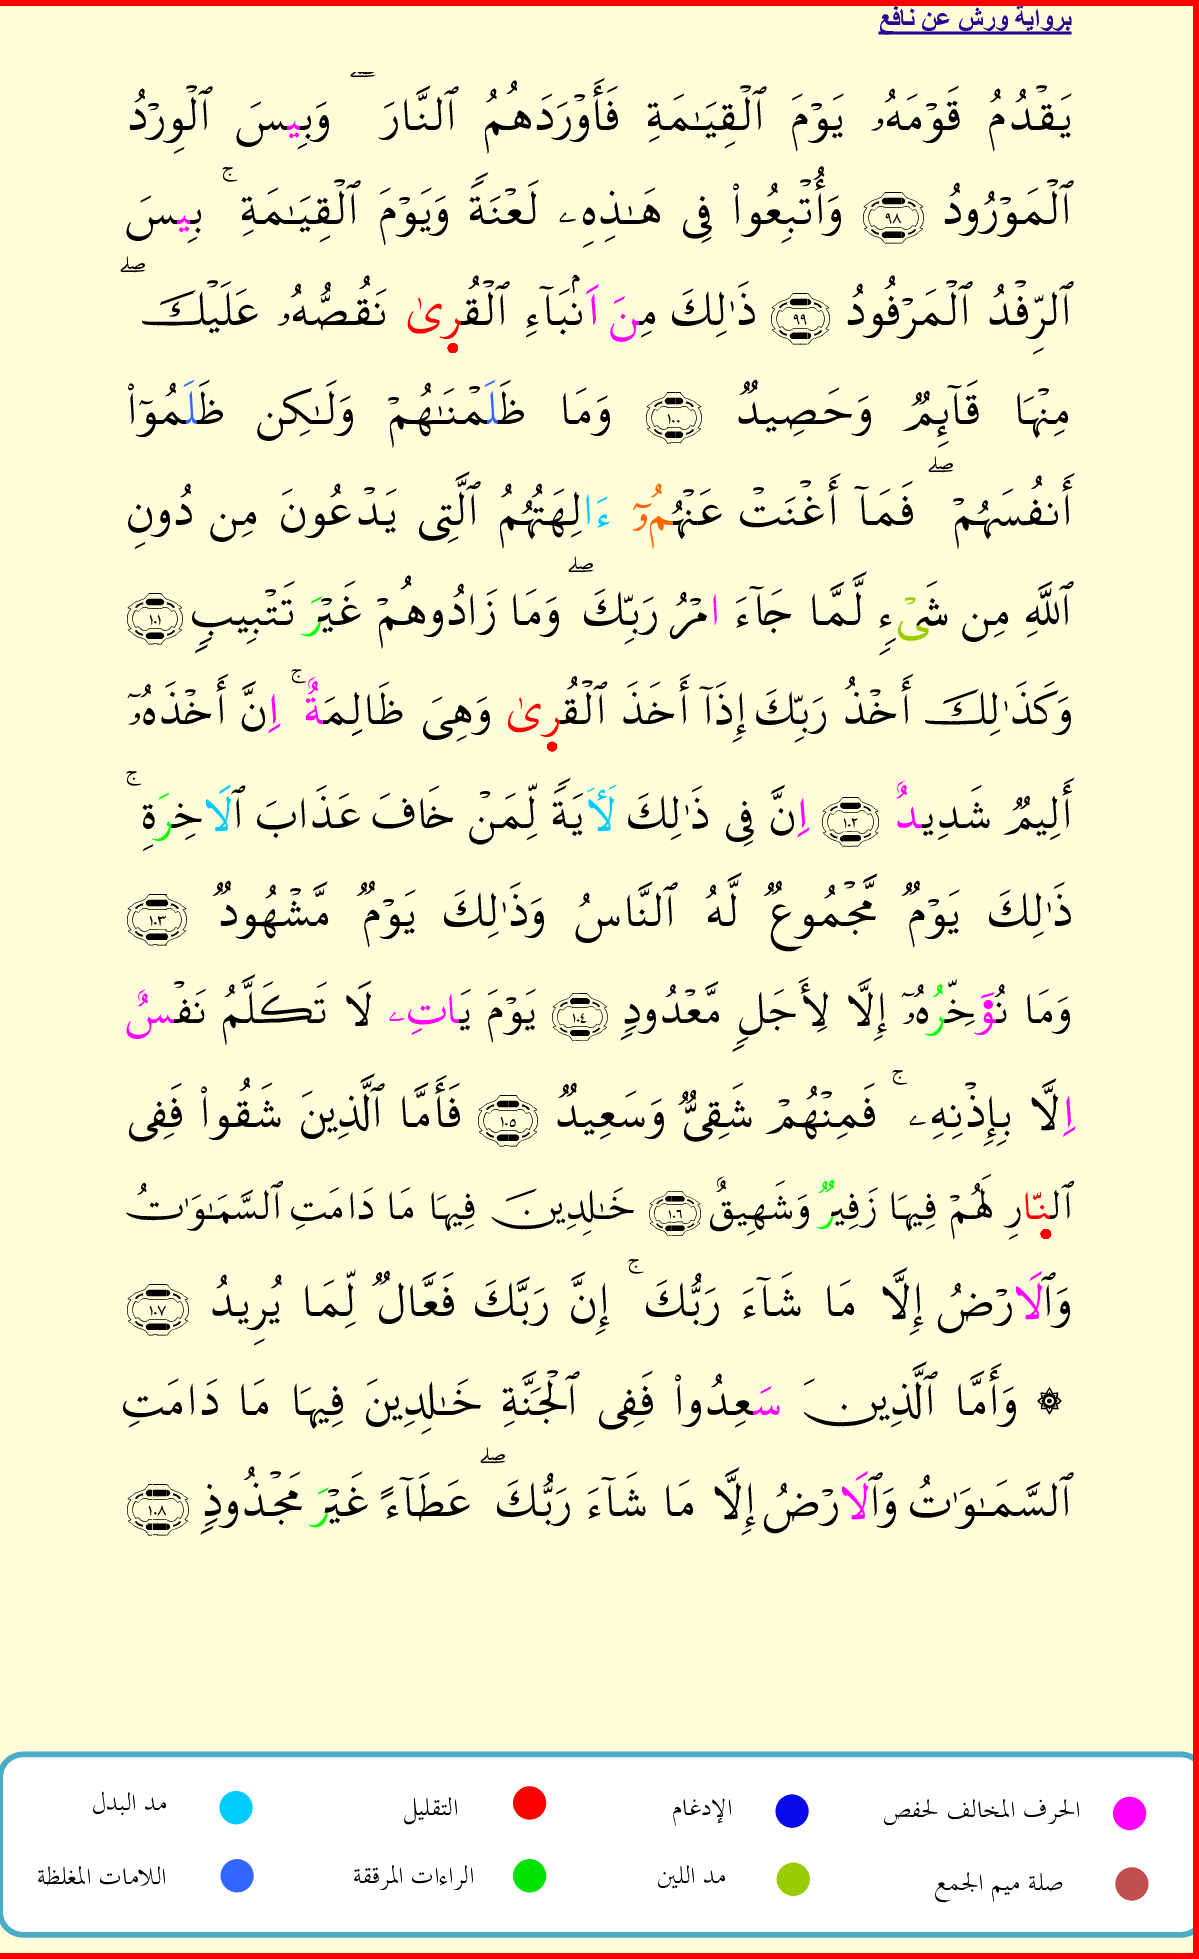 برواية ورش عن نافع
يَقْدُمُ قَوْمَهُۥ يَوْمَ ٱلْقِيَـٰمَةِ فَأَوْرَدَهُمُ ٱلنَّارَ ۖ وَبِيسَ ٱلْوِرْدُ
ٱلْمَوْرُودُ ٩٨ وَأُتْبِعُواْ فِى هَـٰذِهِۦ لَعْنَةً وَيَوْمَ ٱلْقِيَـٰمَةِ ۚ بِيسَ
ٱلرِّفْدُ ٱلْمَرْفُودُ ٩٩ ذَٰلِكَ مِنَ اَنۢبَآءِ ٱلْقُرِىٰ نَقُصُّهُۥ عَلَيْكَ ۖ
مِنْهَا قَآئِمٌ وَحَصِيدٌ ١٠٠ وَمَا ظَلَمْنَـٰهُمْ وَلَـٰكِن ظَلَمُوٓاْ
أَنفُسَهُمْ ۖ فَمَآ أَغْنَتْ عَنْهُمُۥٓ ءَالِهَتُهُمُ ٱلَّتِى يَدْعُونَ مِن دُونِ
ٱللَّهِ مِن شَىْءٍ لَّمَّا جَآءَ امْرُ رَبِّكَ ۖ وَمَا زَادُوهُمْ غَيْرَ تَتْبِيبٍ ١٠١
وَكَذَٰلِكَ أَخْذُ رَبِّكَ إِذَآ أَخَذَ ٱلْقُرِىٰ وَهِىَ ظَـالِمَةٌ ۚ اِنَّ أَخْذَهُۥٓ
أَلِيمٌ شَدِيدٌ ١٠٢ اِنَّ فِى ذَٰلِكَ لَأٓيَةً لِّمَنْ خَافَ عَذَابَ ٱلَاخِرَةِ ۚ
ذَٰلِكَ يَوْمٌ مَّجْمُوعٌ لَّهُ ٱلنَّاسُ وَذَٰلِكَ يَوْمٌ مَّشْهُودٌ ١٠٣
وَمَا نُؤَخِّرُهُۥٓ إِلَّا لِأَجَلٍ مَّعْدُودٍ ١٠٤ يَوْمَ يَاتِۦ لَا تَكَلَّمُ نَفْسٌ
اِلَّا بِإِذْنِهِۦ ۚ فَمِنْهُمْ شَقِىٌّ وَسَعِيدٌ ١٠٥ فَأَمَّا ٱلَّذِينَ شَقُواْ فَفِى
ٱلنّارِ لَهُمْ فِيهَا زَفِيرٌ وَشَهِيقٌ ١٠٦ خَـٰلِدِينَ فِيهَا مَا دَامَتِ ٱلسَّمَـٰوَٰتُ
وَٱلَارْضُ إِلَّا مَا شَآءَ رَبُّكَ ۚ إِنَّ رَبَّكَ فَعَّالٌ لِّمَا يُرِيدُ ١٠٧
۞ وَأَمَّا ٱلَّذِينَ سَعِدُواْ فَفِى ٱلْجَنَّةِ خَـٰلِدِينَ فِيهَا مَا دَامَتِ
ٱلسَّمَـٰوَٰتُ وَٱلَارْضُ إِلَّا مَا شَآءَ رَبُّكَ ۖ عَطَآءً غَيْرَ مَجْذُوذٍ ١٠٨
الحرف المخالف لحفص الإدغام التقليل مد البدل
صلة ميم الجمع مد اللين الراءات المرققة اللامات المغلظة